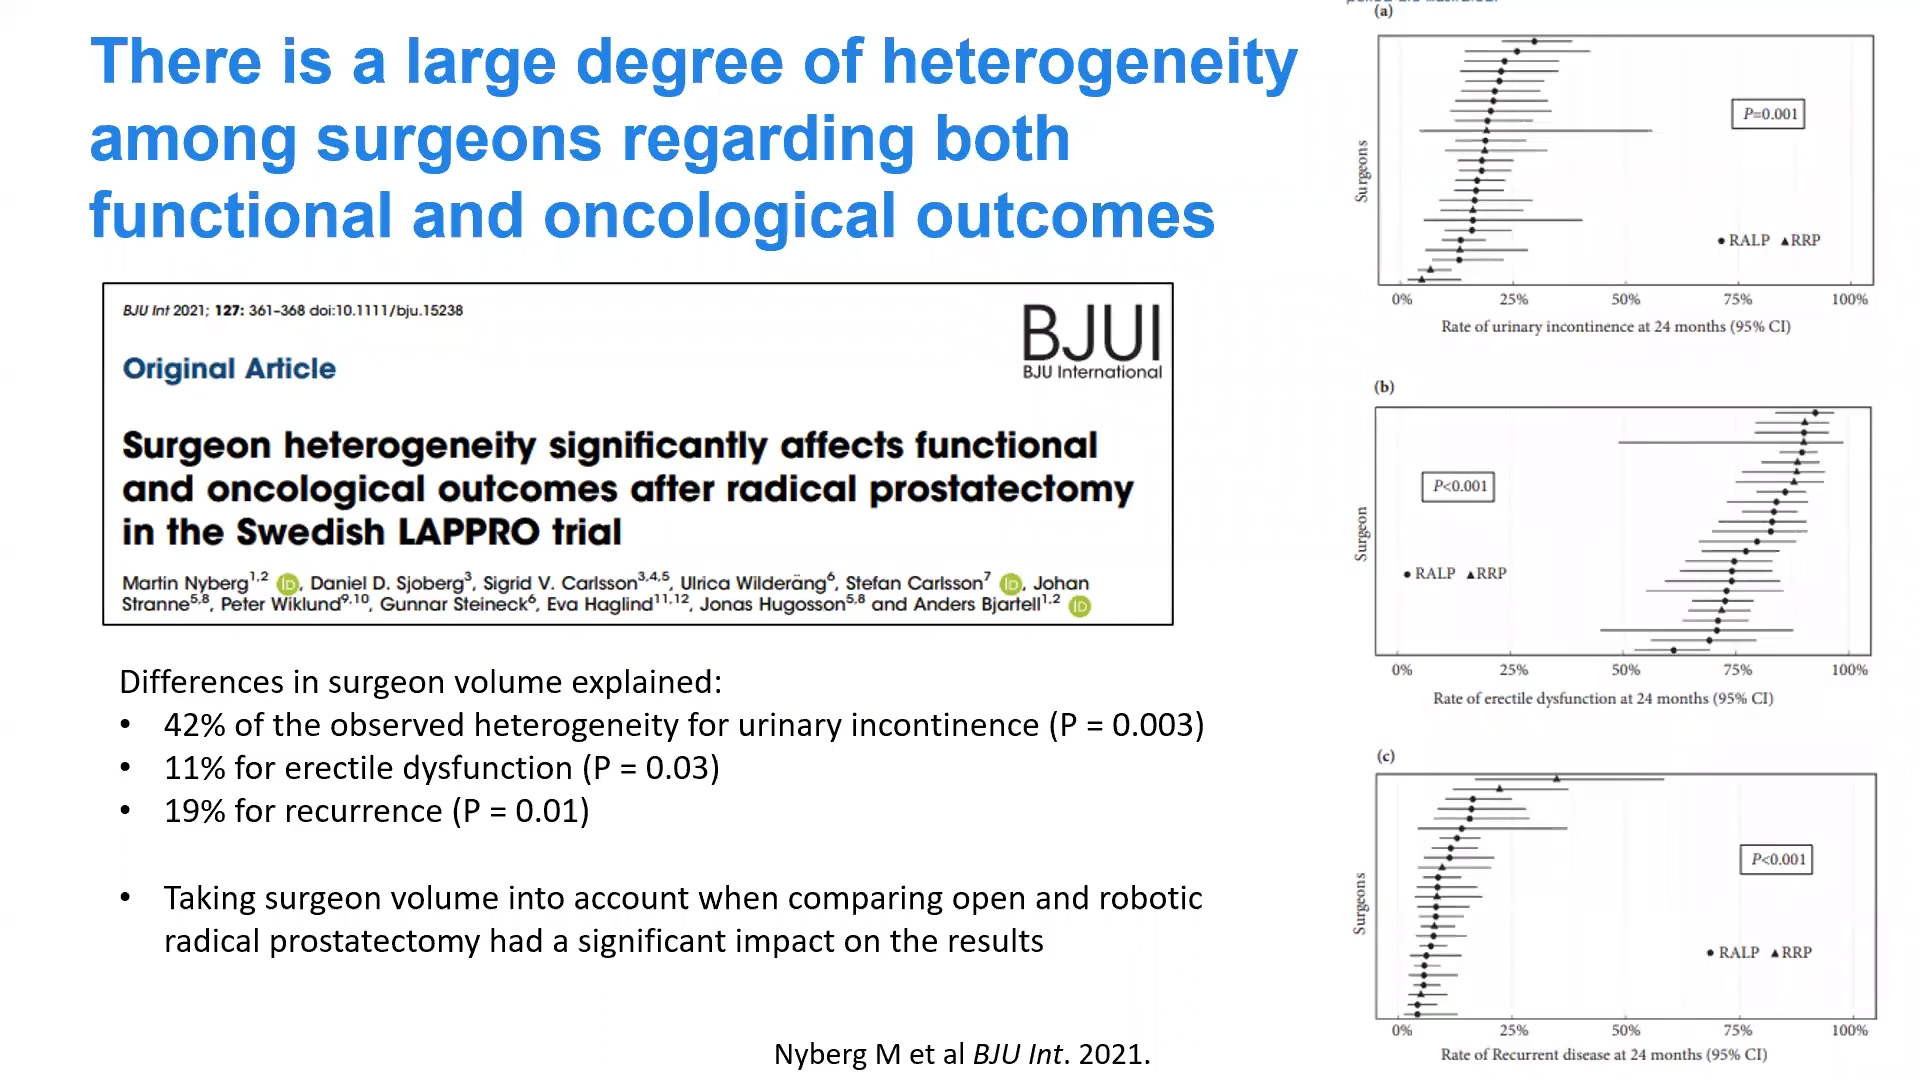 There is a large degree of heterogeneity
among surgeons regarding both
functional and oncological outcomes
BJU Int 2021; 127: 361–368 doi:10.1111/bju.15238
BJUI
BJU International
Original Article
Surgeon heterogeneity significantly affects functional
and oncological outcomes after radical prostatectomy
in the Swedish LAPPRO trial
Martin Nyberg1,2 iD, Daniel D. Sjoberg3, Sigrid V. Carlsson3,4,5, Ulrica Wilderäng6, Stefan Carlsson7 iD, Johan
Stranne5,8, Peter Wiklund9,10, Gunnar Steineck6, Eva Haglind11,12, Jonas Hugosson5,8 and Anders Bjartell1,2 iD
Differences in surgeon volume explained:
• 42% of the observed heterogeneity for urinary incontinence (P = 0.003)
• 11% for erectile dysfunction (P = 0.03)
• 19% for recurrence (P = 0.01)
• Taking surgeon volume into account when comparing open and robotic
radical prostatectomy had a significant impact on the results
Nyberg M et al BJU Int. 2021.
(a)
P=0.001
Surgeons
● RALP ▲RRP
0% 25% 50% 75% 100%
Rate of urinary incontinence at 24 months (95% CI)
(b)
P<0.001
Surgeon
● RALP ▲RRP
0% 25% 50% 75% 100%
Rate of erectile dysfunction at 24 months (95% CI)
(c)
P<0.001
Surgeons
● RALP ▲RRP
0% 25% 50% 75% 100%
Rate of Recurrent disease at 24 months (95% CI)